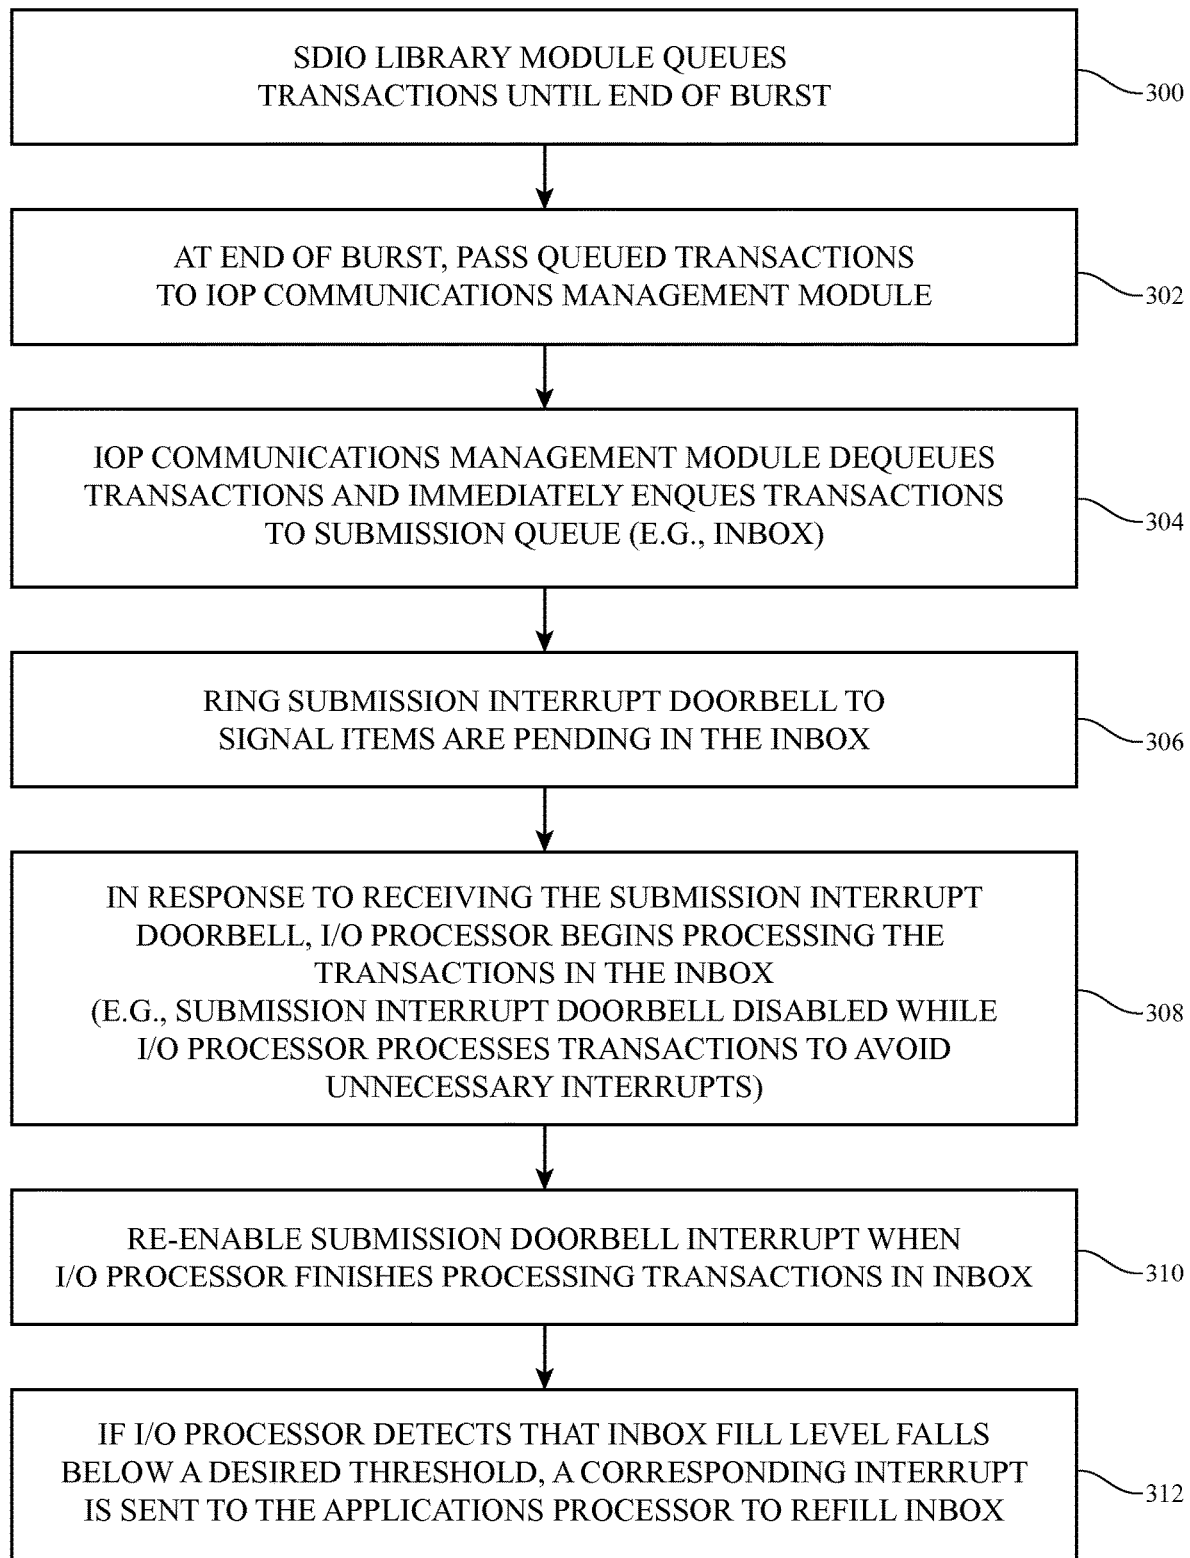 SDIO LIBRARY MODULE QUEUES
TRANSACTIONS UNTIL END OF BURST
300
AT END OF BURST, PASS QUEUED TRANSACTIONS
TO IOP COMMUNICATIONS MANAGEMENT MODULE
302
IOP COMMUNICATIONS MANAGEMENT MODULE DEQUEUES
TRANSACTIONS AND IMMEDIATELY ENQUES TRANSACTIONS
TO SUBMISSION QUEUE (E.G., INBOX)
304
RING SUBMISSION INTERRUPT DOORBELL TO
SIGNAL ITEMS ARE PENDING IN THE INBOX
306
IN RESPONSE TO RECEIVING THE SUBMISSION INTERRUPT
DOORBELL, I/O PROCESSOR BEGINS PROCESSING THE
TRANSACTIONS IN THE INBOX
(E.G., SUBMISSION INTERRUPT DOORBELL DISABLED WHILE
I/O PROCESSOR PROCESSES TRANSACTIONS TO AVOID
UNNECESSARY INTERRUPTS)
308
RE-ENABLE SUBMISSION DOORBELL INTERRUPT WHEN
I/O PROCESSOR FINISHES PROCESSING TRANSACTIONS IN INBOX
310
IF I/O PROCESSOR DETECTS THAT INBOX FILL LEVEL FALLS
BELOW A DESIRED THRESHOLD, A CORRESPONDING INTERRUPT
IS SENT TO THE APPLICATIONS PROCESSOR TO REFILL INBOX
312